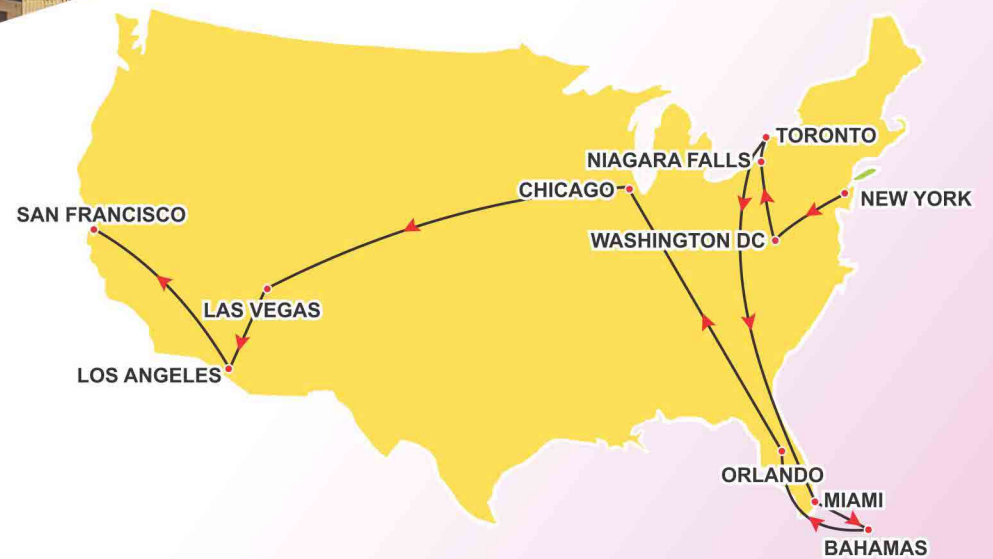 TORONTO
NIAGARA FALLS
CHICAGO
NEW YORK
SAN FRANCISCO
WASHINGTON DC
LAS VEGAS
LOS ANGELES
ORLANDO
MIAMI
BAHAMAS